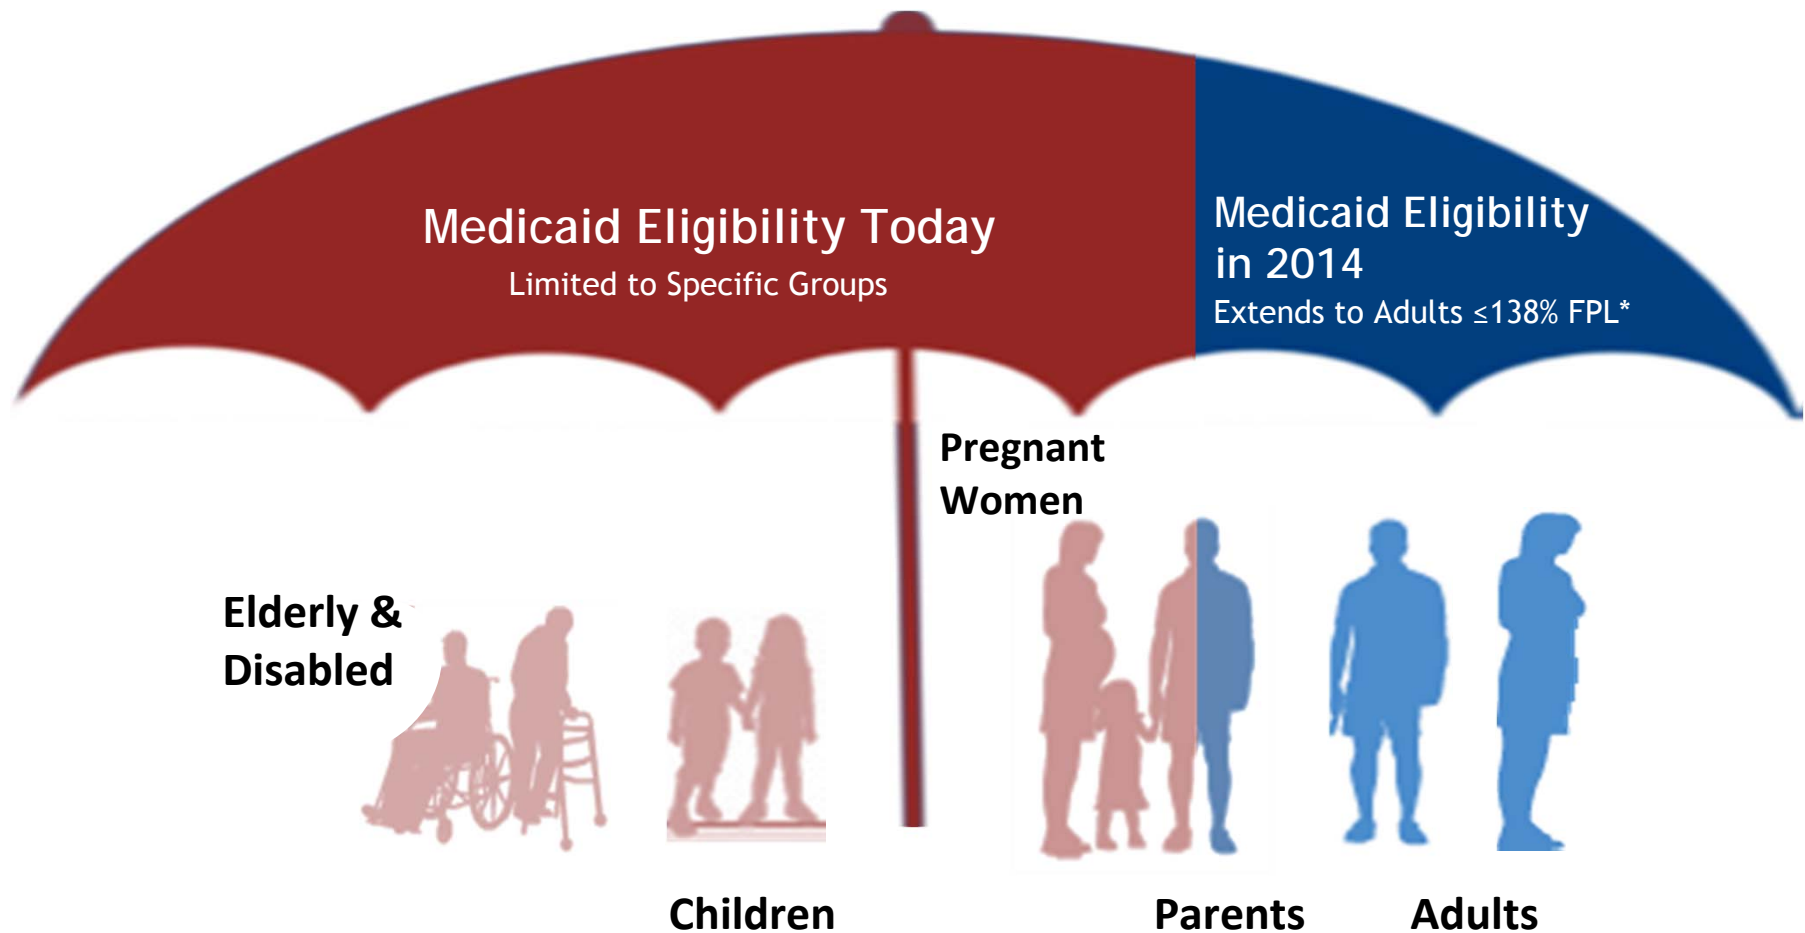 Medicaid Eligibility Today
Limited to Specific Groups
Medicaid Eligibility
in 2014
Extends to Adults ≤138% FPL*
Pregnant
Women
Elderly &
Disabled
Children
Parents
Adults